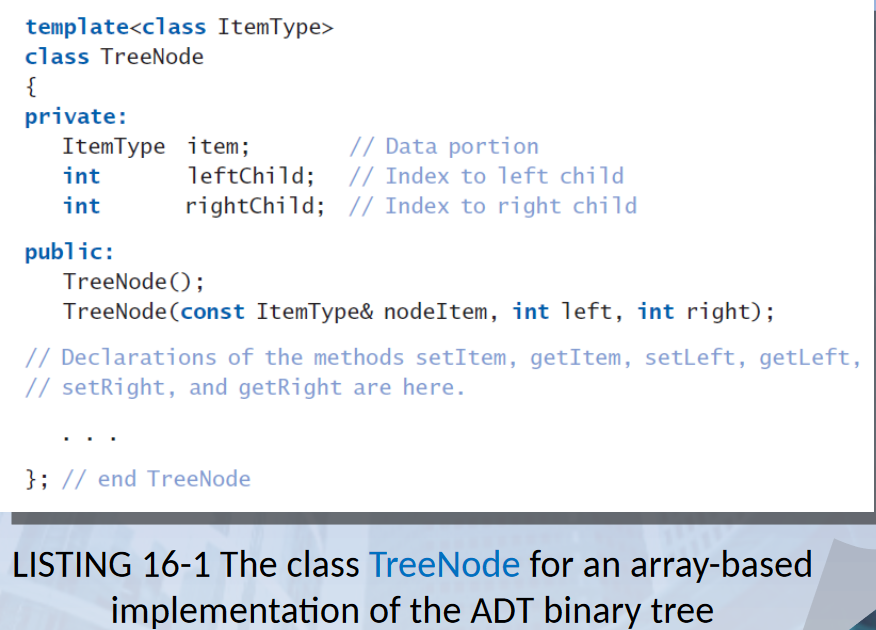 template<class ItemType>
class TreeNode
{
private:
ItemType item; // Data portion
int leftChild; // Index to left child
int rightChild; // Index to right child
public:
TreeNode();
TreeNode(const ItemType& nodeItem, int left, int right);
// Declarations of the methods setItem, getItem, setLeft, getLeft,
// setRight, and getRight are here.
. . .
}; // end TreeNode
LISTING 16-1 The class TreeNode for an array-based
implementation of the ADT binary tree